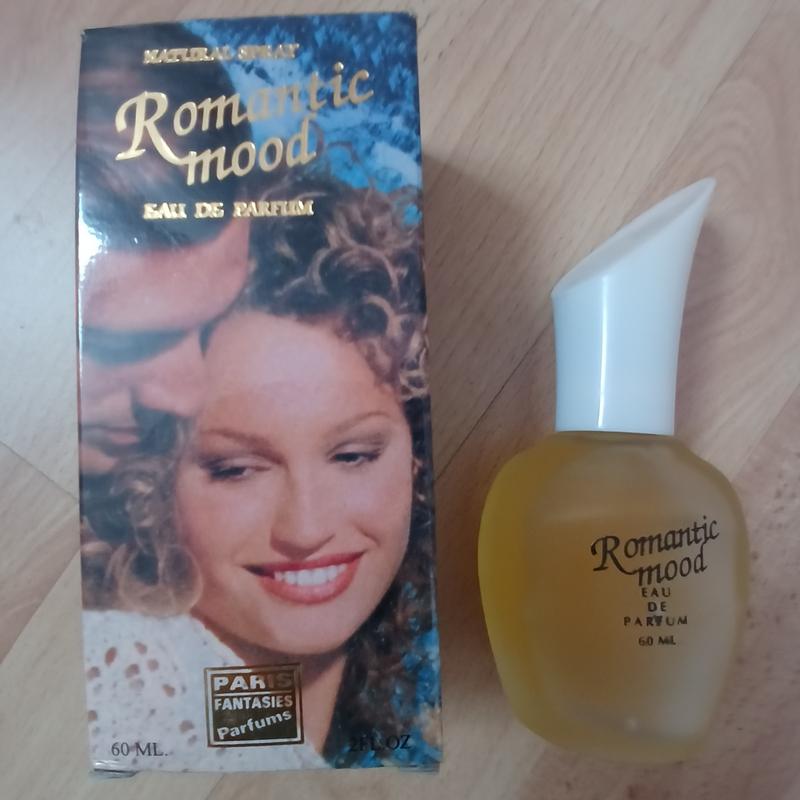 NATURAL SPRAY
Romantic
mood
EAU DE PARFUM
PARIS
FANTASIES
Parfums
60 ML.
2FL OZ
Romantic
mood
EAU
DE
PARFUM
60 ML